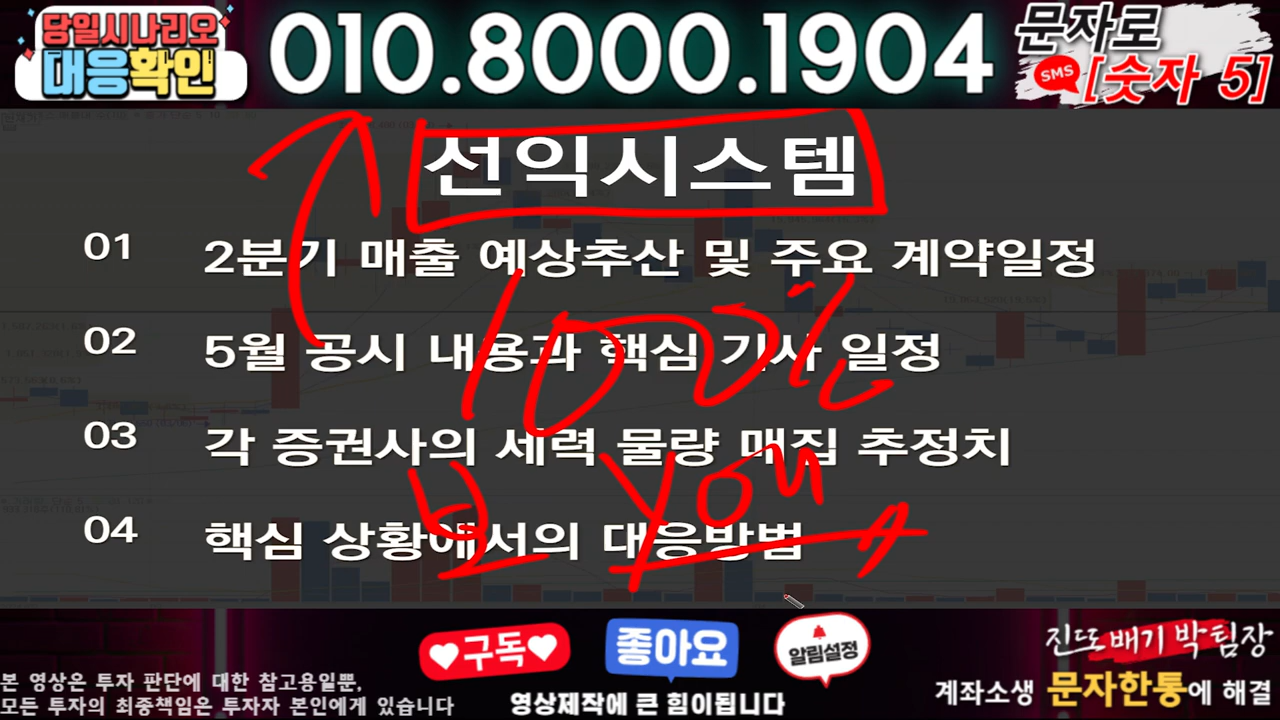 당일시나리오
대응확인
010.8000.1904
문자로
SMS
[숫자 5]
선익시스템
01 2분기 매출 예상추산 및 주요 계약일정
02 5월 공시 내용과 핵심 기사 일정
100%
03 각 증권사의 세력 물량 매집 추정치
보 you
04 핵심 상황에서의 대응방법
구독
좋아요
알림설정
영상제작에 큰 힘이됩니다
본 영상은 투자 판단에 대한 참고용일뿐,
모든 투자의 최종책임은 투자자 본인에게 있습니다
진또배기 박팀장
계좌소생 문자한통에 해결